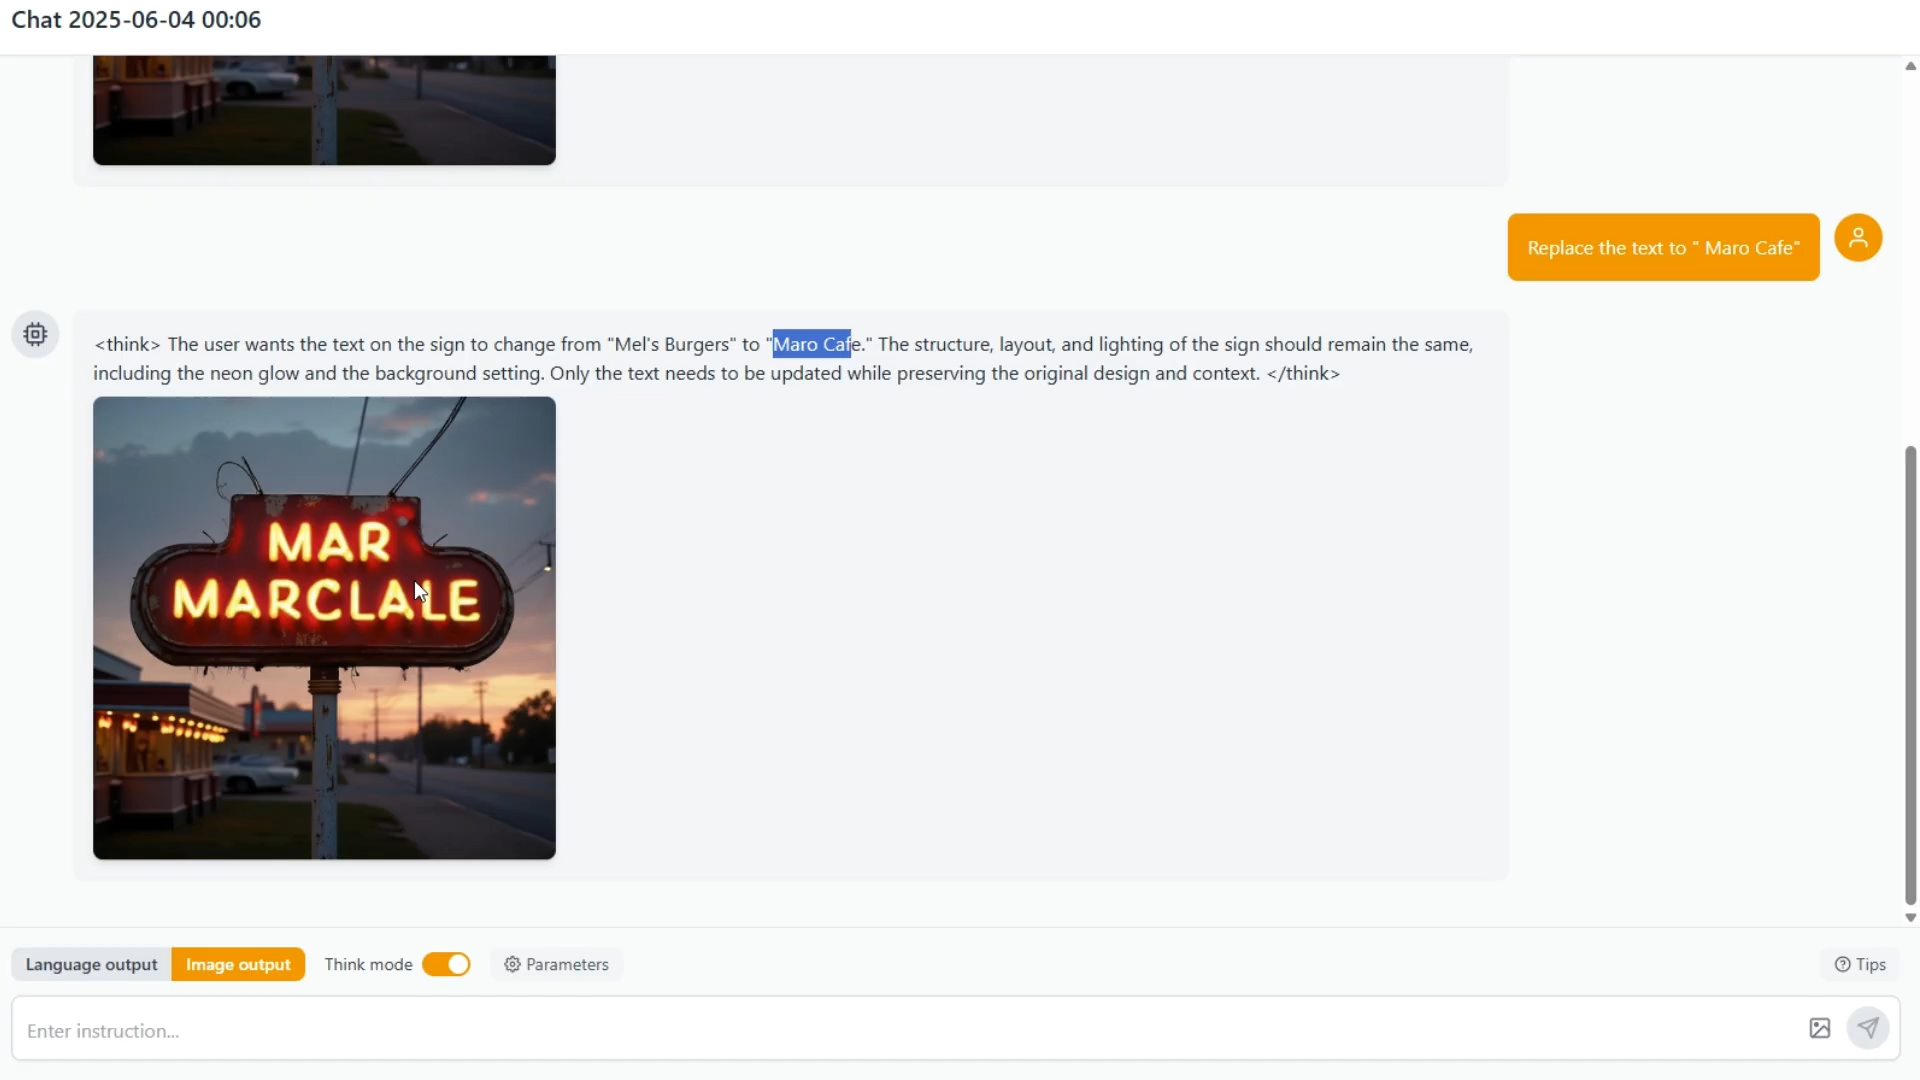 Chat 2025-06-04 00:06
Replace the text to " Maro Cafe"
<think> The user wants the text on the sign to change from "Mel's Burgers" to "Maro Cafe." The structure, layout, and lighting of the sign should remain the same,
including the neon glow and the background setting. Only the text needs to be updated while preserving the original design and context. </think>
MAR
MARCLALE
Language output
Image output
Think mode
Parameters
Tips
Enter instruction...